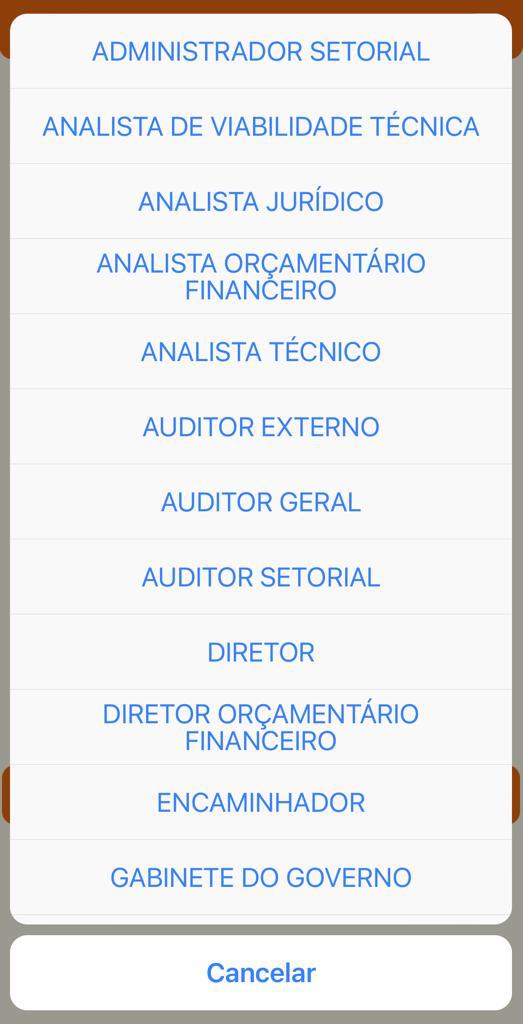 ADMINISTRADOR SETORIAL
ANALISTA DE VIABILIDADE TÉCNICA
ANALISTA JURÍDICO
ANALISTA ORÇAMENTÁRIO
FINANCEIRO
ANALISTA TÉCNICO
AUDITOR EXTERNO
AUDITOR GERAL
AUDITOR SETORIAL
DIRETOR
DIRETOR ORÇAMENTÁRIO
FINANCEIRO
ENCAMINHADOR
GABINETE DO GOVERNO
Cancelar